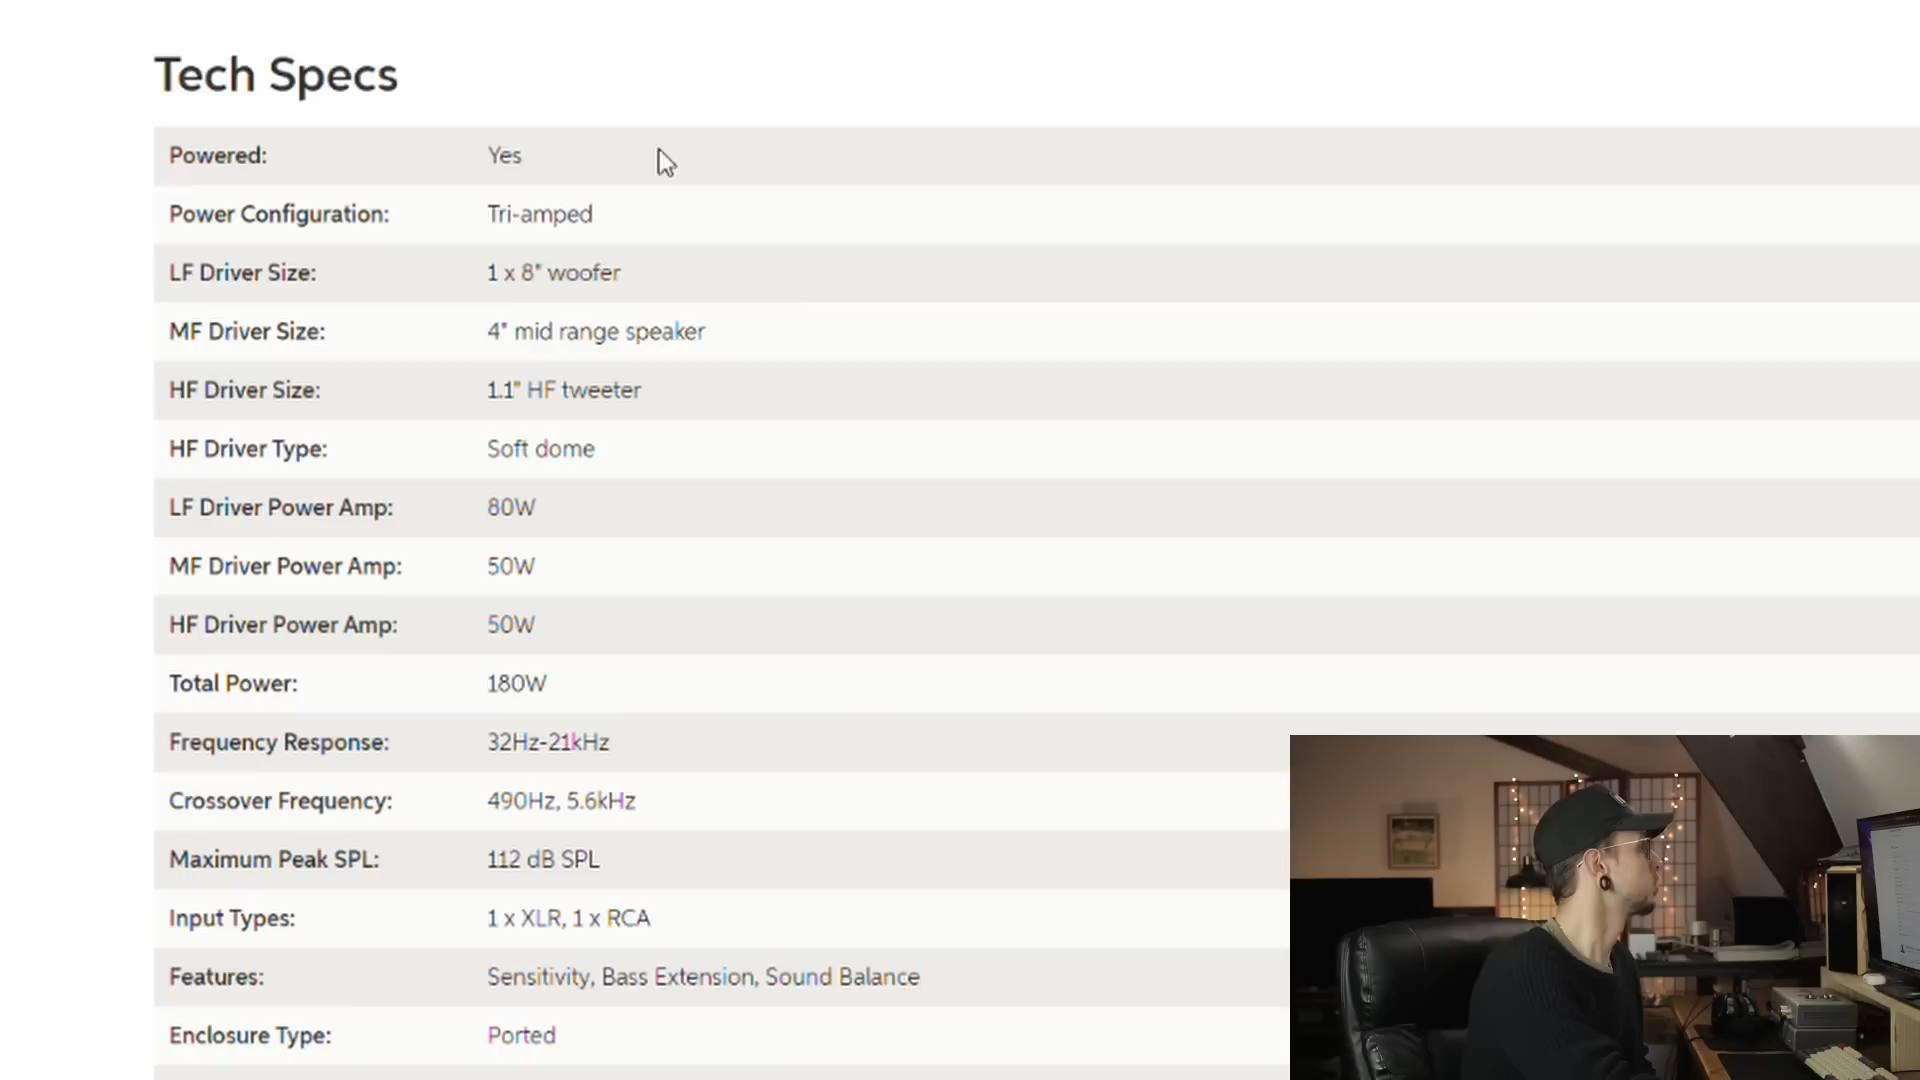 Tech Specs
Powered: Yes
Power Configuration: Tri-amped
LF Driver Size: 1 x 8" woofer
MF Driver Size: 4" mid range speaker
HF Driver Size: 1.1" HF tweeter
HF Driver Type: Soft dome
LF Driver Power Amp: 80W
MF Driver Power Amp: 50W
HF Driver Power Amp: 50W
Total Power: 180W
Frequency Response: 32Hz-21kHz
Crossover Frequency: 490Hz, 5.6kHz
Maximum Peak SPL: 112 dB SPL
Input Types: 1 x XLR, 1 x RCA
Features: Sensitivity, Bass Extension, Sound Balance
Enclosure Type: Ported